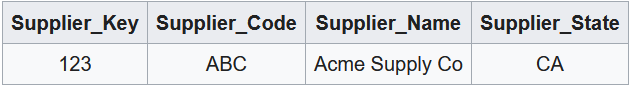 Supplier_Key Supplier_Code Supplier_Name Supplier_State
123 ABC Acme Supply Co CA